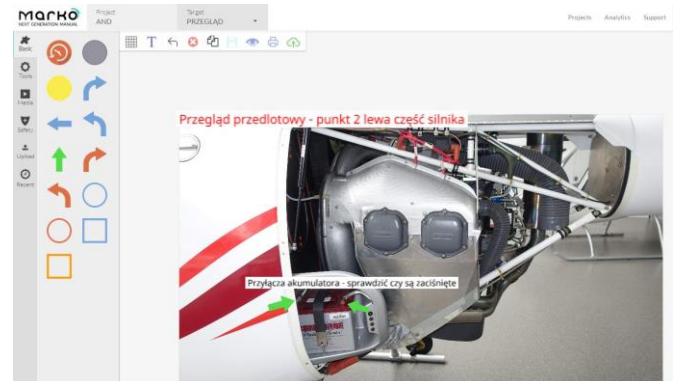 marko
NEXT GENERATION MANUAL
Project
AND
Target
PRZEGLĄD
Projects
Analytics
Support
Basic
Tools
Media
Safety
Upload
Recent
T
Przegląd przedlotowy - punkt 2 lewa część silnika
Przyłącza akumulatora - sprawdzić czy są zaciśnięte